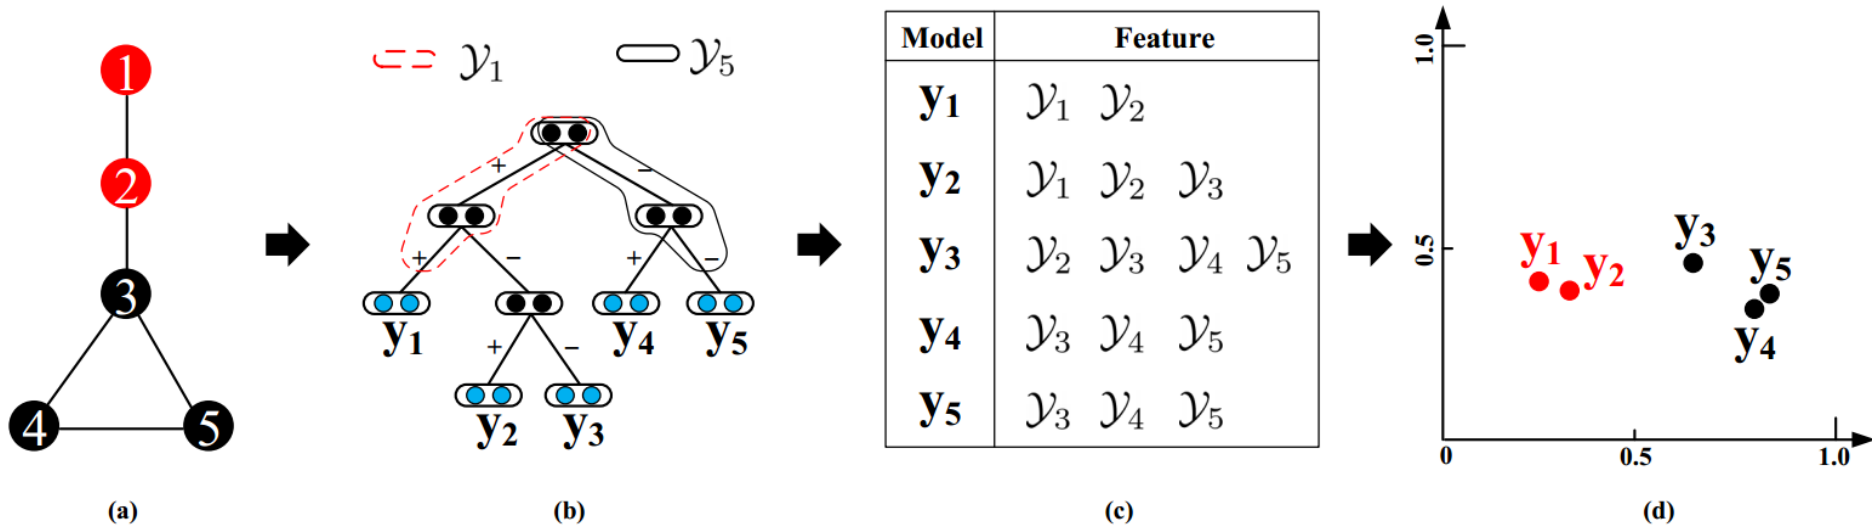 1
2
3
4
5
(a)
𝒴₁ 𝒴₅
+ −
+ − + −
y₁ y₄ y₅
+ −
y₂ y₃
(b)
Model Feature
y₁ 𝒴₁ 𝒴₂
y₂ 𝒴₁ 𝒴₂ 𝒴₃
y₃ 𝒴₂ 𝒴₃ 𝒴₄ 𝒴₅
y₄ 𝒴₃ 𝒴₄ 𝒴₅
y₅ 𝒴₃ 𝒴₄ 𝒴₅
(c)
1.0
0.5
y₃
y₁ y₂ y₅
y₄
0 0.5 1.0
(d)